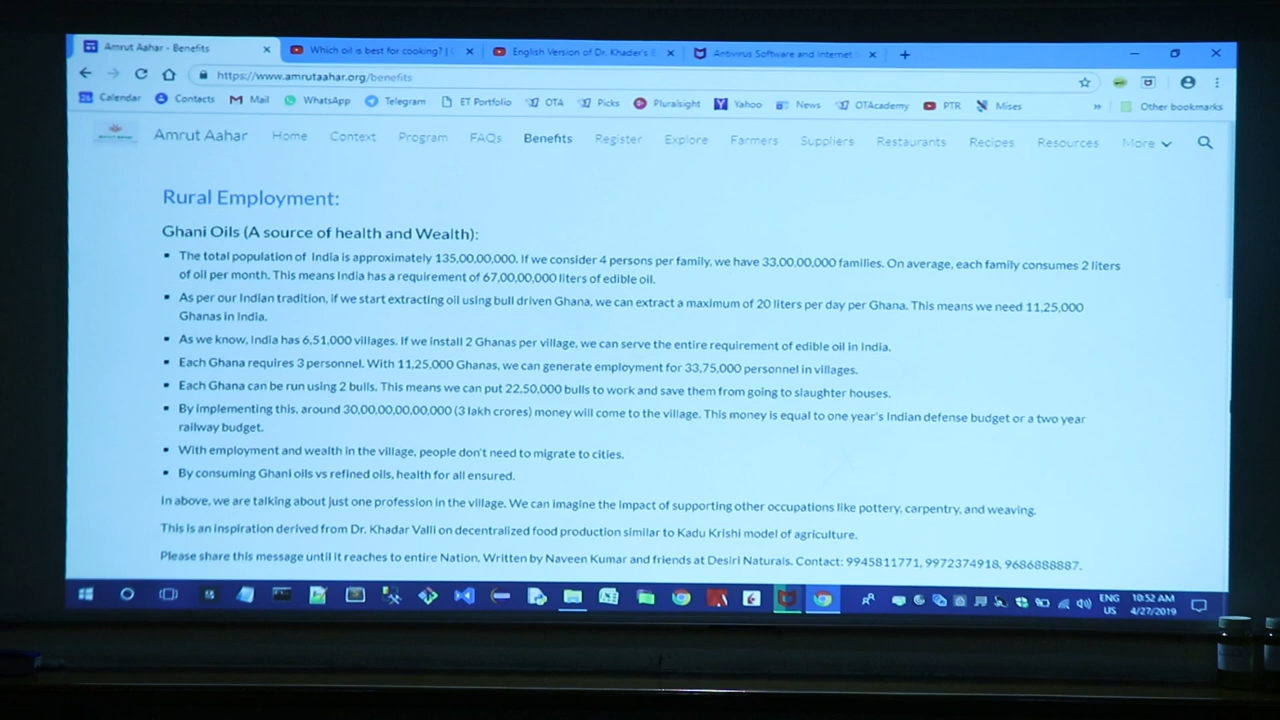 Amrut Aahar - Benefits
Which oil is best for cooking? |
English Version of Dr. Khader's
Antivirus Software and Internet
https://www.amrutaahar.org/benefits
Calendar Contacts Mail WhatsApp Telegram ET Portfolio OTA Picks Pluralsight Yahoo News OTAcademy PTR Mises » Other bookmarks
Amrut Aahar Home Context Program FAQs Benefits Register Explore Farmers Suppliers Restaurants Recipes Resources More
Rural Employment:
Ghani Oils (A source of health and Wealth):
The total population of India is approximately 135,00,00,000. If we consider 4 persons per family, we have 33,00,00,000 families. On average, each family consumes 2 liters
of oil per month. This means India has a requirement of 67,00,00,000 liters of edible oil.
As per our Indian tradition, if we start extracting oil using bull driven Ghana, we can extract a maximum of 20 liters per day per Ghana. This means we need 11,25,000
Ghanas in India.
As we know, India has 6,51,000 villages. If we install 2 Ghanas per village, we can serve the entire requirement of edible oil in India.
Each Ghana requires 3 personnel. With 11,25,000 Ghanas, we can generate employment for 33,75,000 personnel in villages.
Each Ghana can be run using 2 bulls. This means we can put 22,50,000 bulls to work and save them from going to slaughter houses.
By implementing this, around 30,00,00,00,00,000 (3 lakh crores) money will come to the village. This money is equal to one year's Indian defense budget or a two year
railway budget.
With employment and wealth in the village, people don't need to migrate to cities.
By consuming Ghani oils vs refined oils, health for all ensured.
In above, we are talking about just one profession in the village. We can imagine the impact of supporting other occupations like pottery, carpentry, and weaving.
This is an inspiration derived from Dr. Khadar Valli on decentralized food production similar to Kadu Krishi model of agriculture.
Please share this message until it reaches to entire Nation. Written by Naveen Kumar and friends at Desiri Naturals. Contact: 9945811771, 9972374918, 9686888887.
ENG 10:52 AM
US 4/27/2019